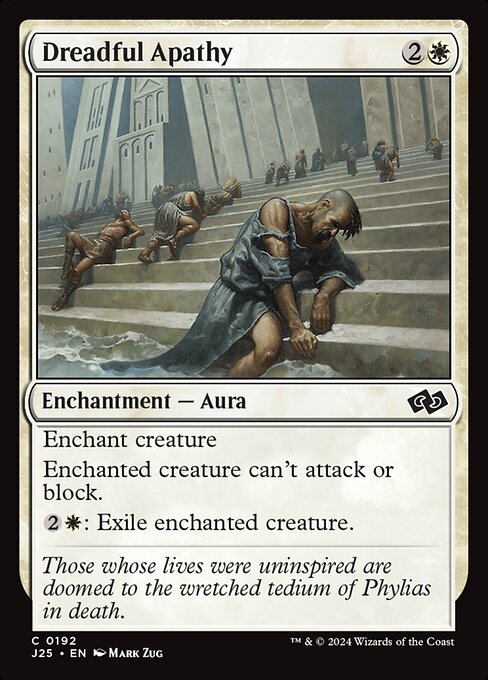 Dreadful Apathy 2
Enchantment — Aura
Enchant creature
Enchanted creature can't attack or
block.
2: Exile enchanted creature.
Those whose lives were uninspired are
doomed to the wretched tedium of Phylias
in death.
C 0192
J25 • EN Mark Zug
™ & © 2024 Wizards of the Coast